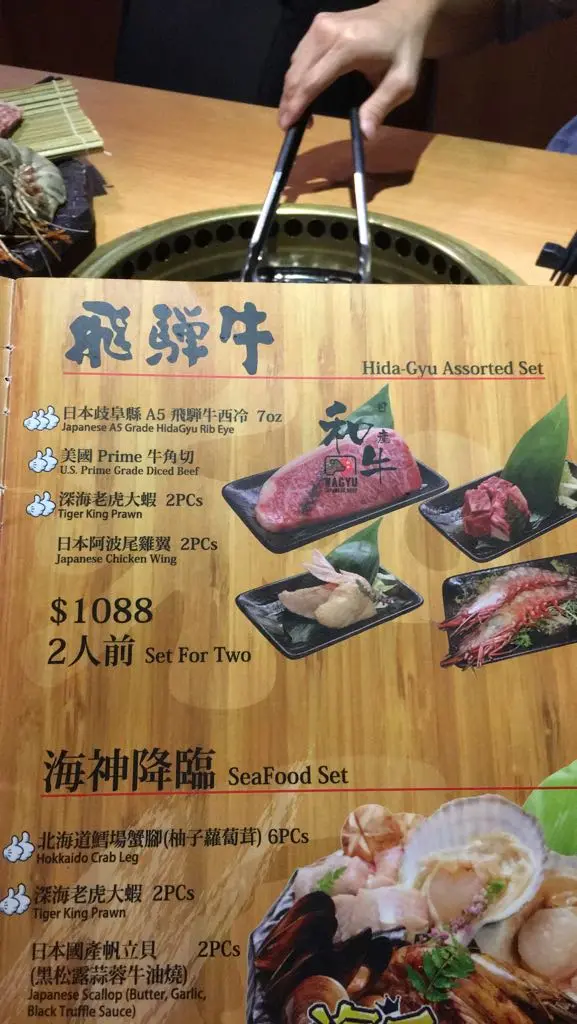 飛騨牛
Hida-Gyu Assorted Set
日本歧阜縣 A5 飛騨牛西冷 7oz
Japanese A5 Grade HidaGyu Rib Eye
美國 Prime 牛角切
U.S. Prime Grade Diced Beef
深海老虎大蝦 2PCs
Tiger King Prawn
日本阿波尾雞翼 2PCs
Japanese Chicken Wing
和牛
日産
WAGYU
$1088
2人前 Set For Two
海神降臨 SeaFood Set
北海道鱈場蟹腳(柚子蘿蔔茸) 6PCs
Hokkaido Crab Leg
深海老虎大蝦 2PCs
Tiger King Prawn
日本國產帆立貝 2PCs
(黑松露蒜蓉牛油燒)
Japanese Scallop (Butter, Garlic,
Black Truffle Sauce)